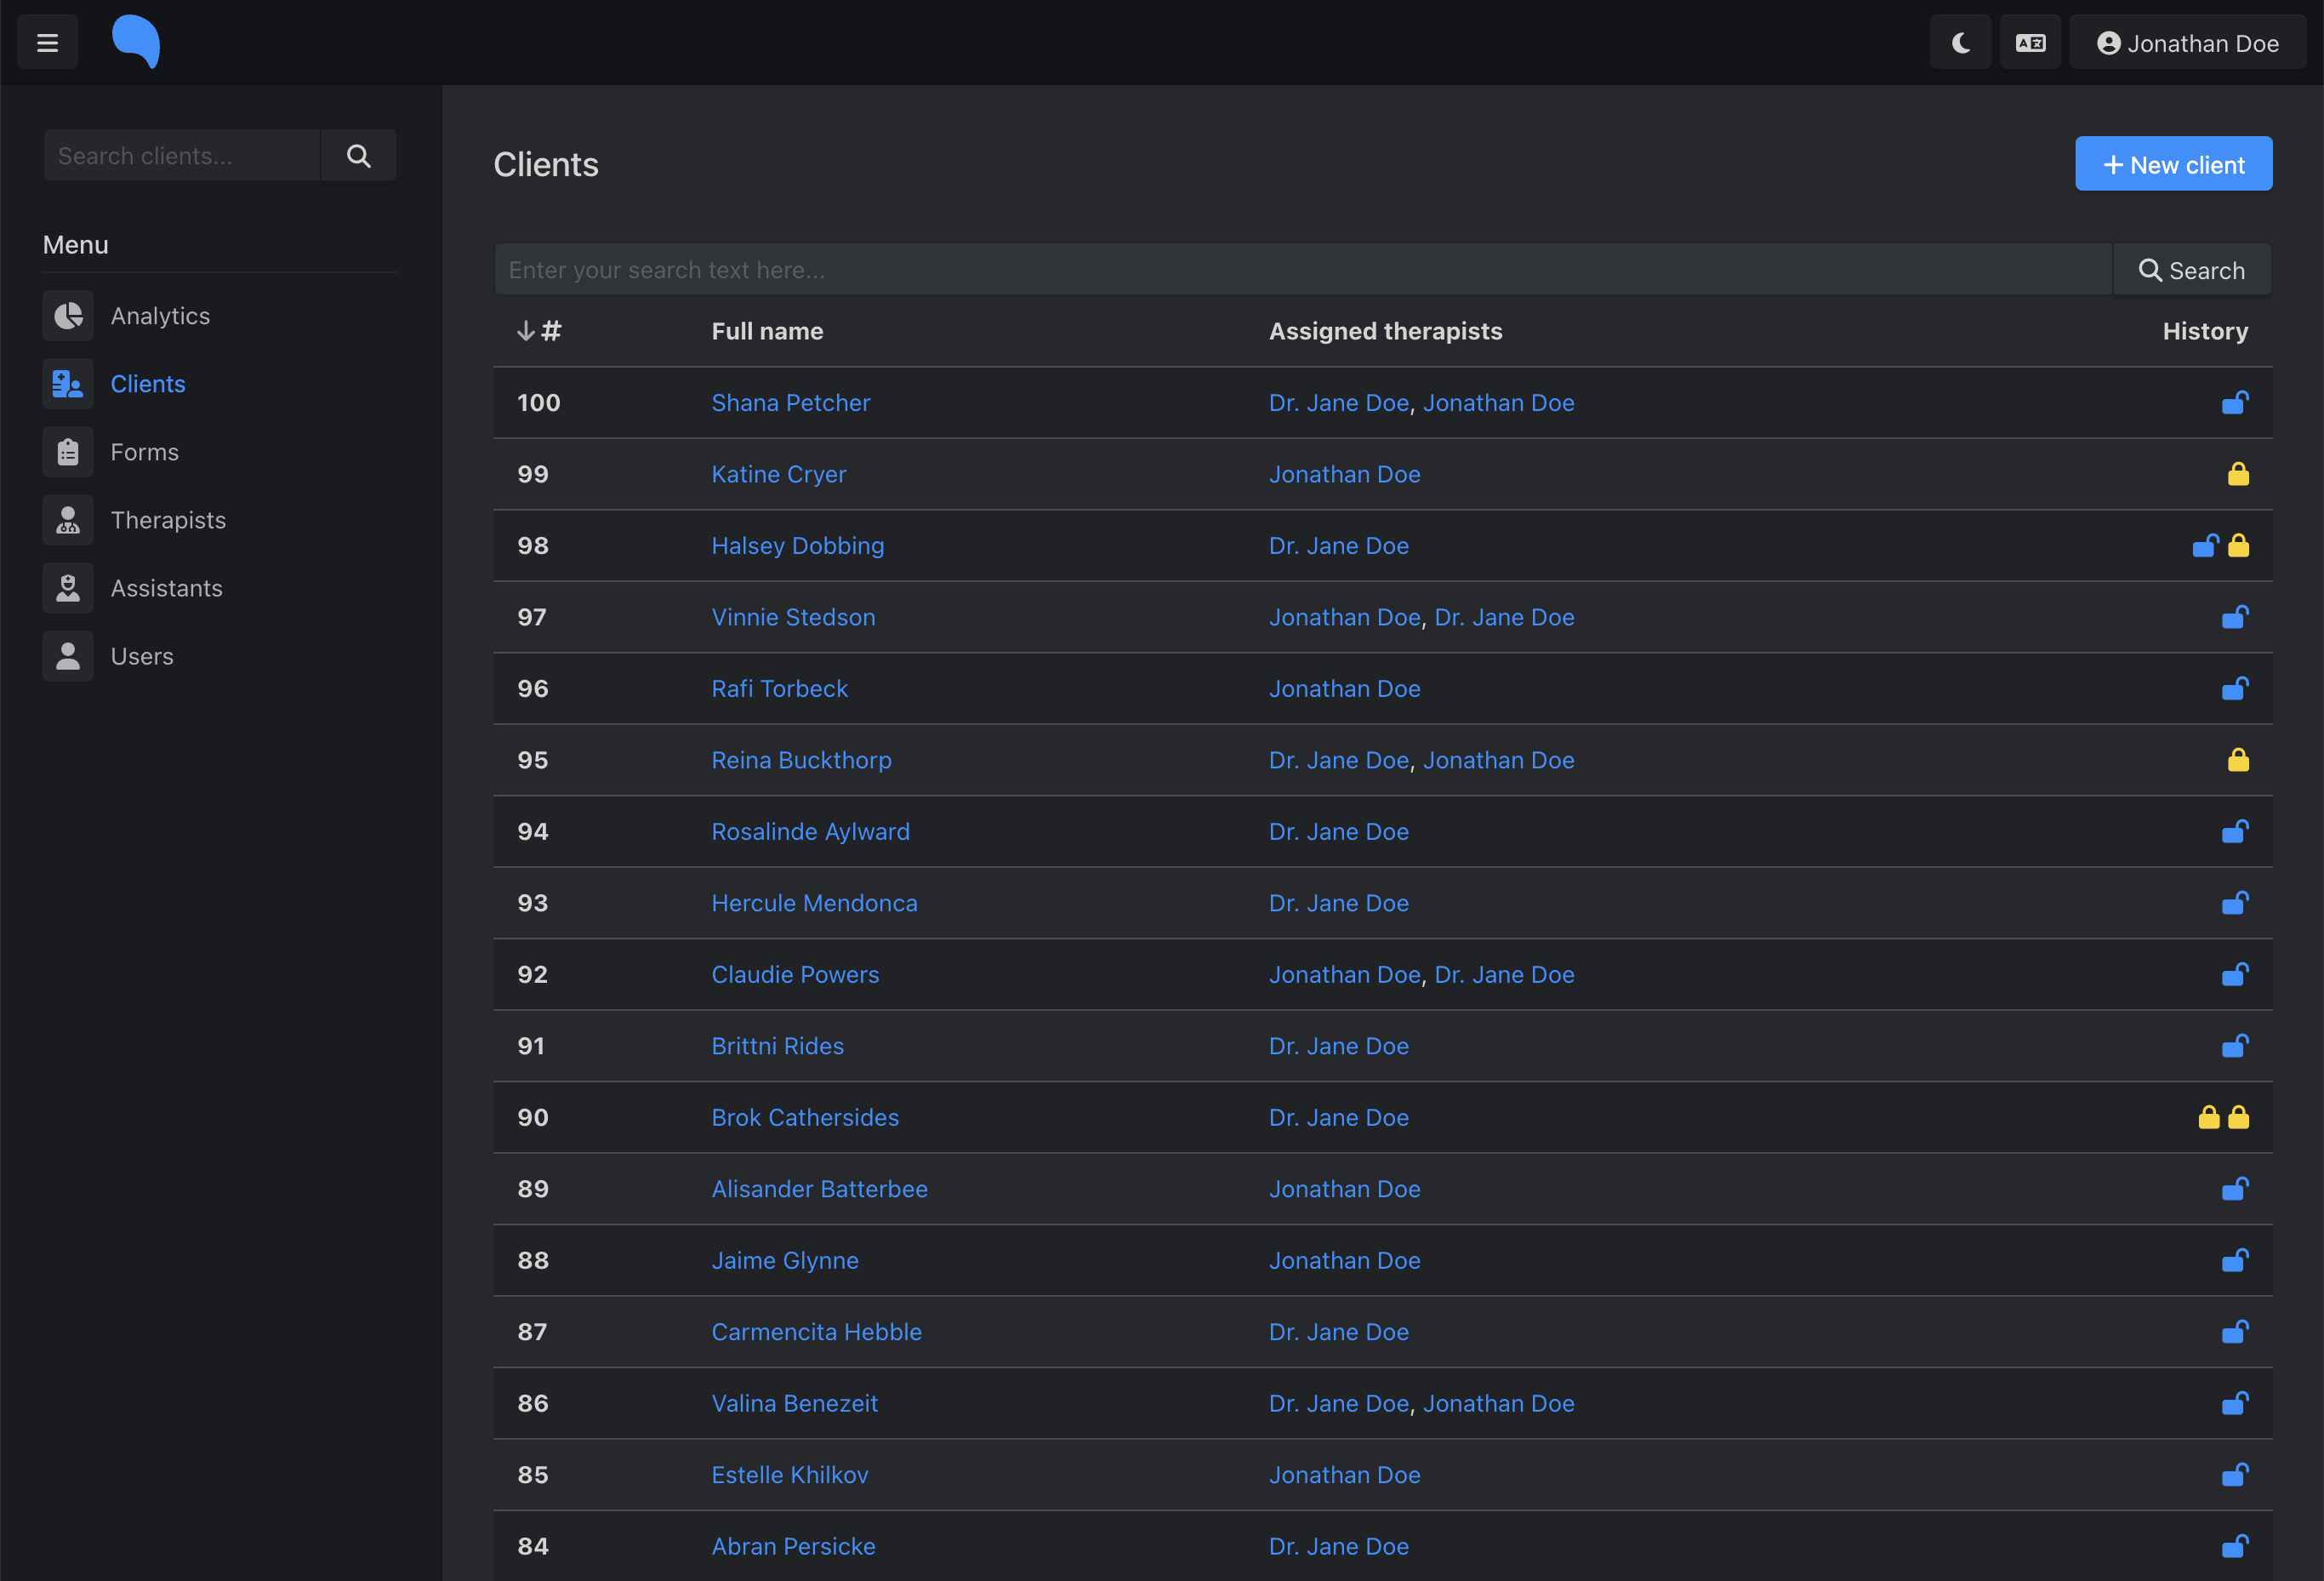 Jonathan Doe
Search clients...
Menu
Analytics
Clients
Forms
Therapists
Assistants
Users
Clients
+ New client
Enter your search text here...
Search
# Full name Assigned therapists History
100 Shana Petcher Dr. Jane Doe, Jonathan Doe
99 Katine Cryer Jonathan Doe
98 Halsey Dobbing Dr. Jane Doe
97 Vinnie Stedson Jonathan Doe, Dr. Jane Doe
96 Rafi Torbeck Jonathan Doe
95 Reina Buckthorp Dr. Jane Doe, Jonathan Doe
94 Rosalinde Aylward Dr. Jane Doe
93 Hercule Mendonca Dr. Jane Doe
92 Claudie Powers Jonathan Doe, Dr. Jane Doe
91 Brittni Rides Dr. Jane Doe
90 Brok Cathersides Dr. Jane Doe
89 Alisander Batterbee Jonathan Doe
88 Jaime Glynne Jonathan Doe
87 Carmencita Hebble Dr. Jane Doe
86 Valina Benezeit Dr. Jane Doe, Jonathan Doe
85 Estelle Khilkov Jonathan Doe
84 Abran Persicke Dr. Jane Doe